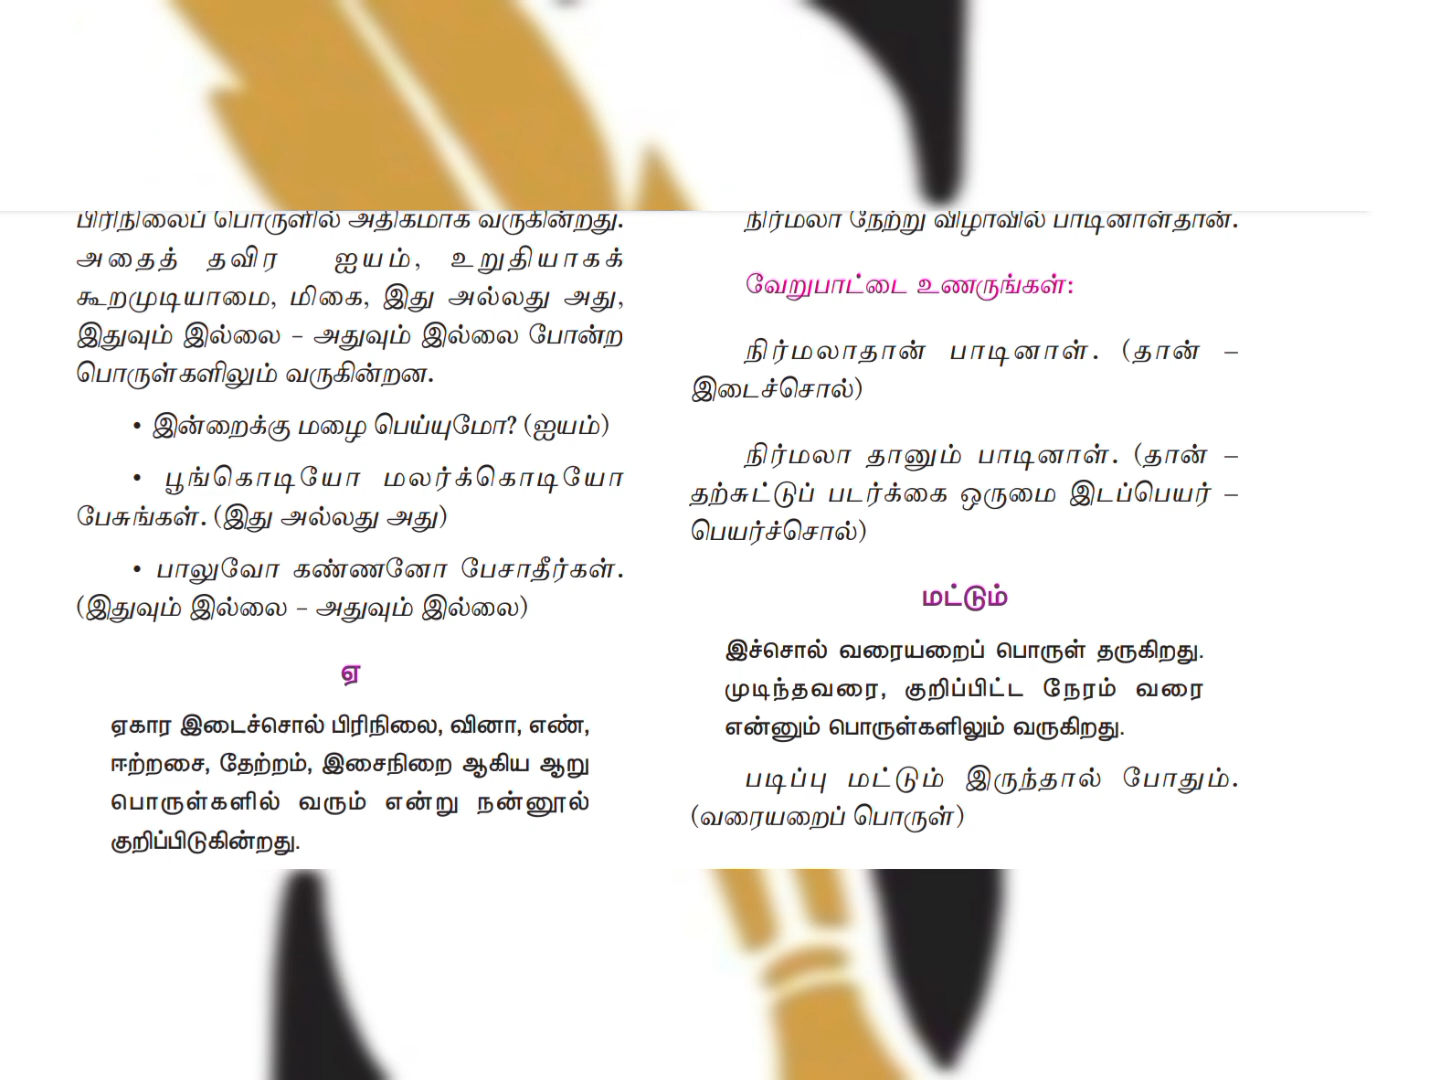 பிரிநிலைப் பொருளில் அதிகமாக வருகின்றது.
அதைத் தவிர ஐயம், உறுதியாகக்
கூறமுடியாமை, மிகை, இது அல்லது அது,
இதுவும் இல்லை – அதுவும் இல்லை போன்ற
பொருள்களிலும் வருகின்றன.
• இன்றைக்கு மழை பெய்யுமோ? (ஐயம்)
• பூங்கொடியோ மலர்க்கொடியோ
பேசுங்கள். (இது அல்லது அது)
• பாலுவோ கண்ணனோ பேசாதீர்கள்.
(இதுவும் இல்லை – அதுவும் இல்லை)
ஏ
ஏகார இடைச்சொல் பிரிநிலை, வினா, எண்,
ஈற்றசை, தேற்றம், இசைநிறை ஆகிய ஆறு
பொருள்களில் வரும் என்று நன்னூல்
குறிப்பிடுகின்றது.
நிர்மலா நேற்று விழாவில் பாடினாள்தான்.
வேறுபாட்டை உணருங்கள்:
நிர்மலாதான் பாடினாள். (தான் –
இடைச்சொல்)
நிர்மலா தானும் பாடினாள். (தான் –
தற்சுட்டுப் படர்க்கை ஒருமை இடப்பெயர் –
பெயர்ச்சொல்)
மட்டும்
இச்சொல் வரையறைப் பொருள் தருகிறது.
முடிந்தவரை, குறிப்பிட்ட நேரம் வரை
என்னும் பொருள்களிலும் வருகிறது.
படிப்பு மட்டும் இருந்தால் போதும்.
(வரையறைப் பொருள்)